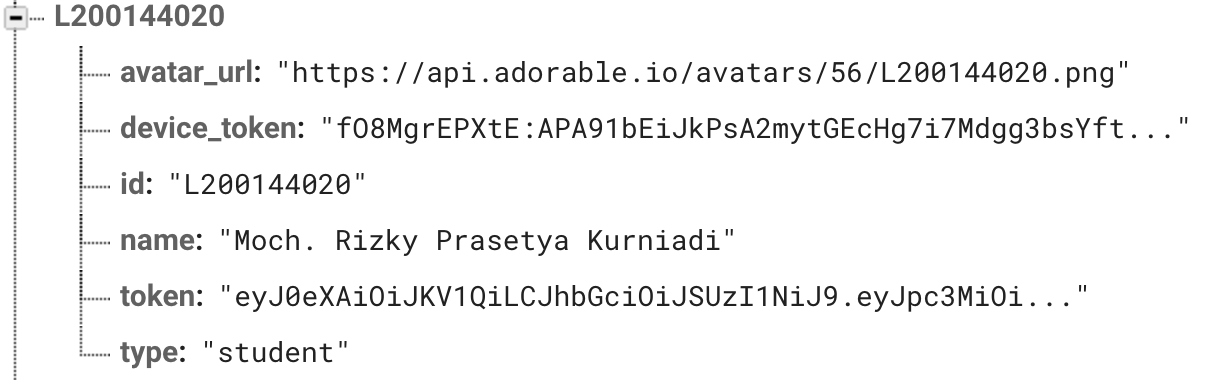 L200144020
avatar_url: "https://api.adorable.io/avatars/56/L200144020.png"
device_token: "fO8MgrEPXtE:APA91bEiJkPsA2mytGEcHg7i7Mdgg3bsYft..."
id: "L200144020"
name: "Moch. Rizky Prasetya Kurniadi"
token: "eyJ0eXAiOiJKV1QiLCJhbGciOiJSUzI1NiJ9.eyJpc3MiOi..."
type: "student"